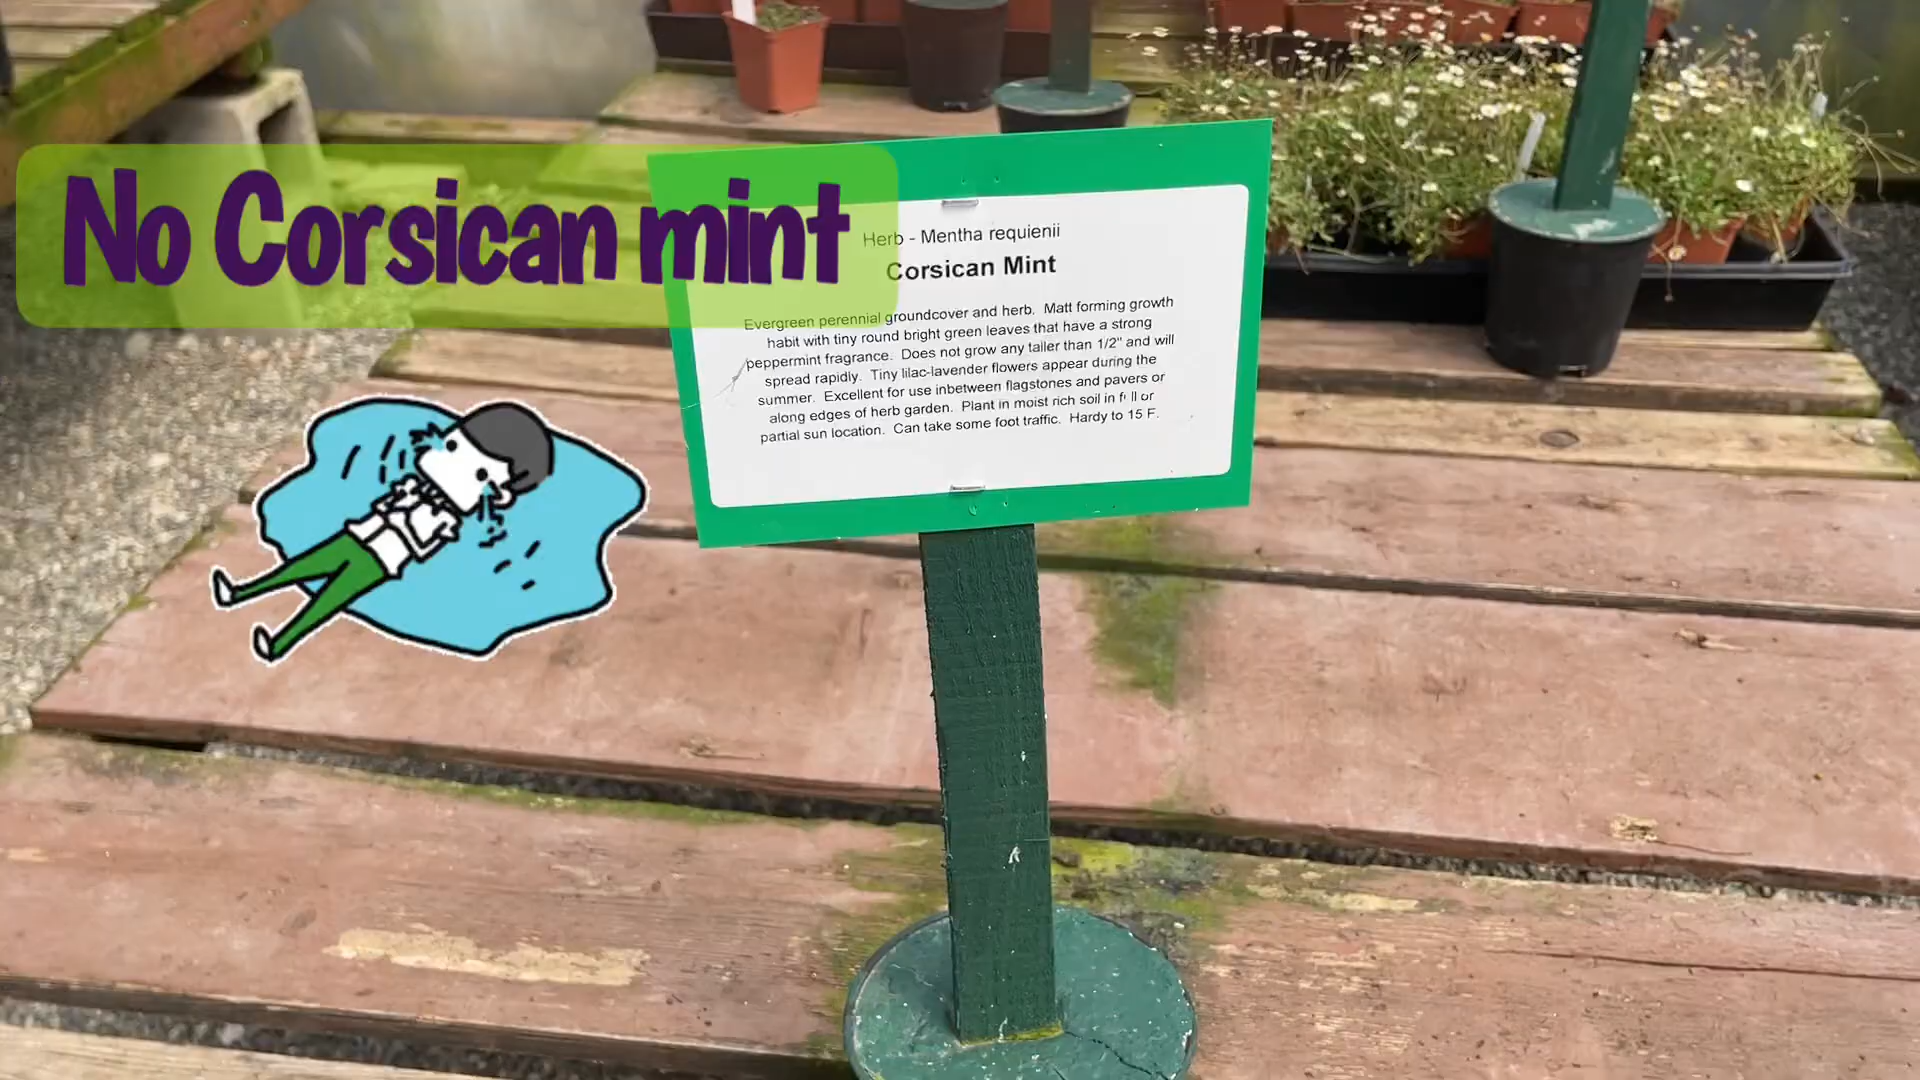 No Corsican mint
Herb - Mentha requienii
Corsican Mint
Evergreen perennial groundcover and herb. Matt forming growth
habit with tiny round bright green leaves that have a strong
peppermint fragrance. Does not grow any taller than 1/2" and will
spread rapidly. Tiny lilac-lavender flowers appear during the
summer. Excellent for use inbetween flagstones and pavers or
along edges of herb garden. Plant in moist rich soil in full or
partial sun location. Can take some foot traffic. Hardy to 15 F.